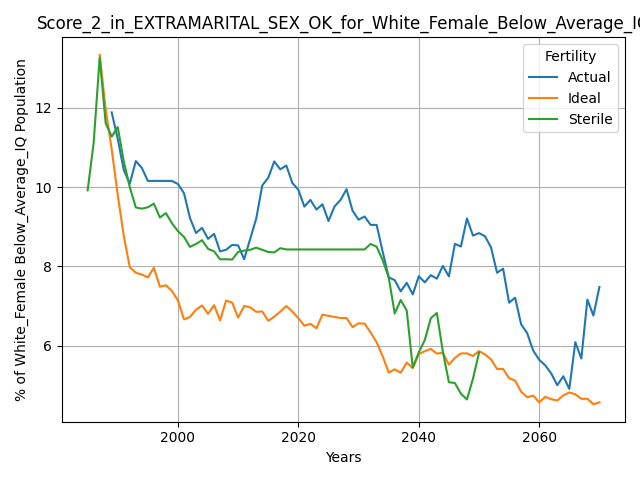 Score_2_in_EXTRAMARITAL_SEX_OK_for_White_Female_Below_Average_IQ
% of White_Female Below_Average_IQ Population
12
10
8
6
Fertility
Actual
Ideal
Sterile
2000
2020
2040
2060
Years